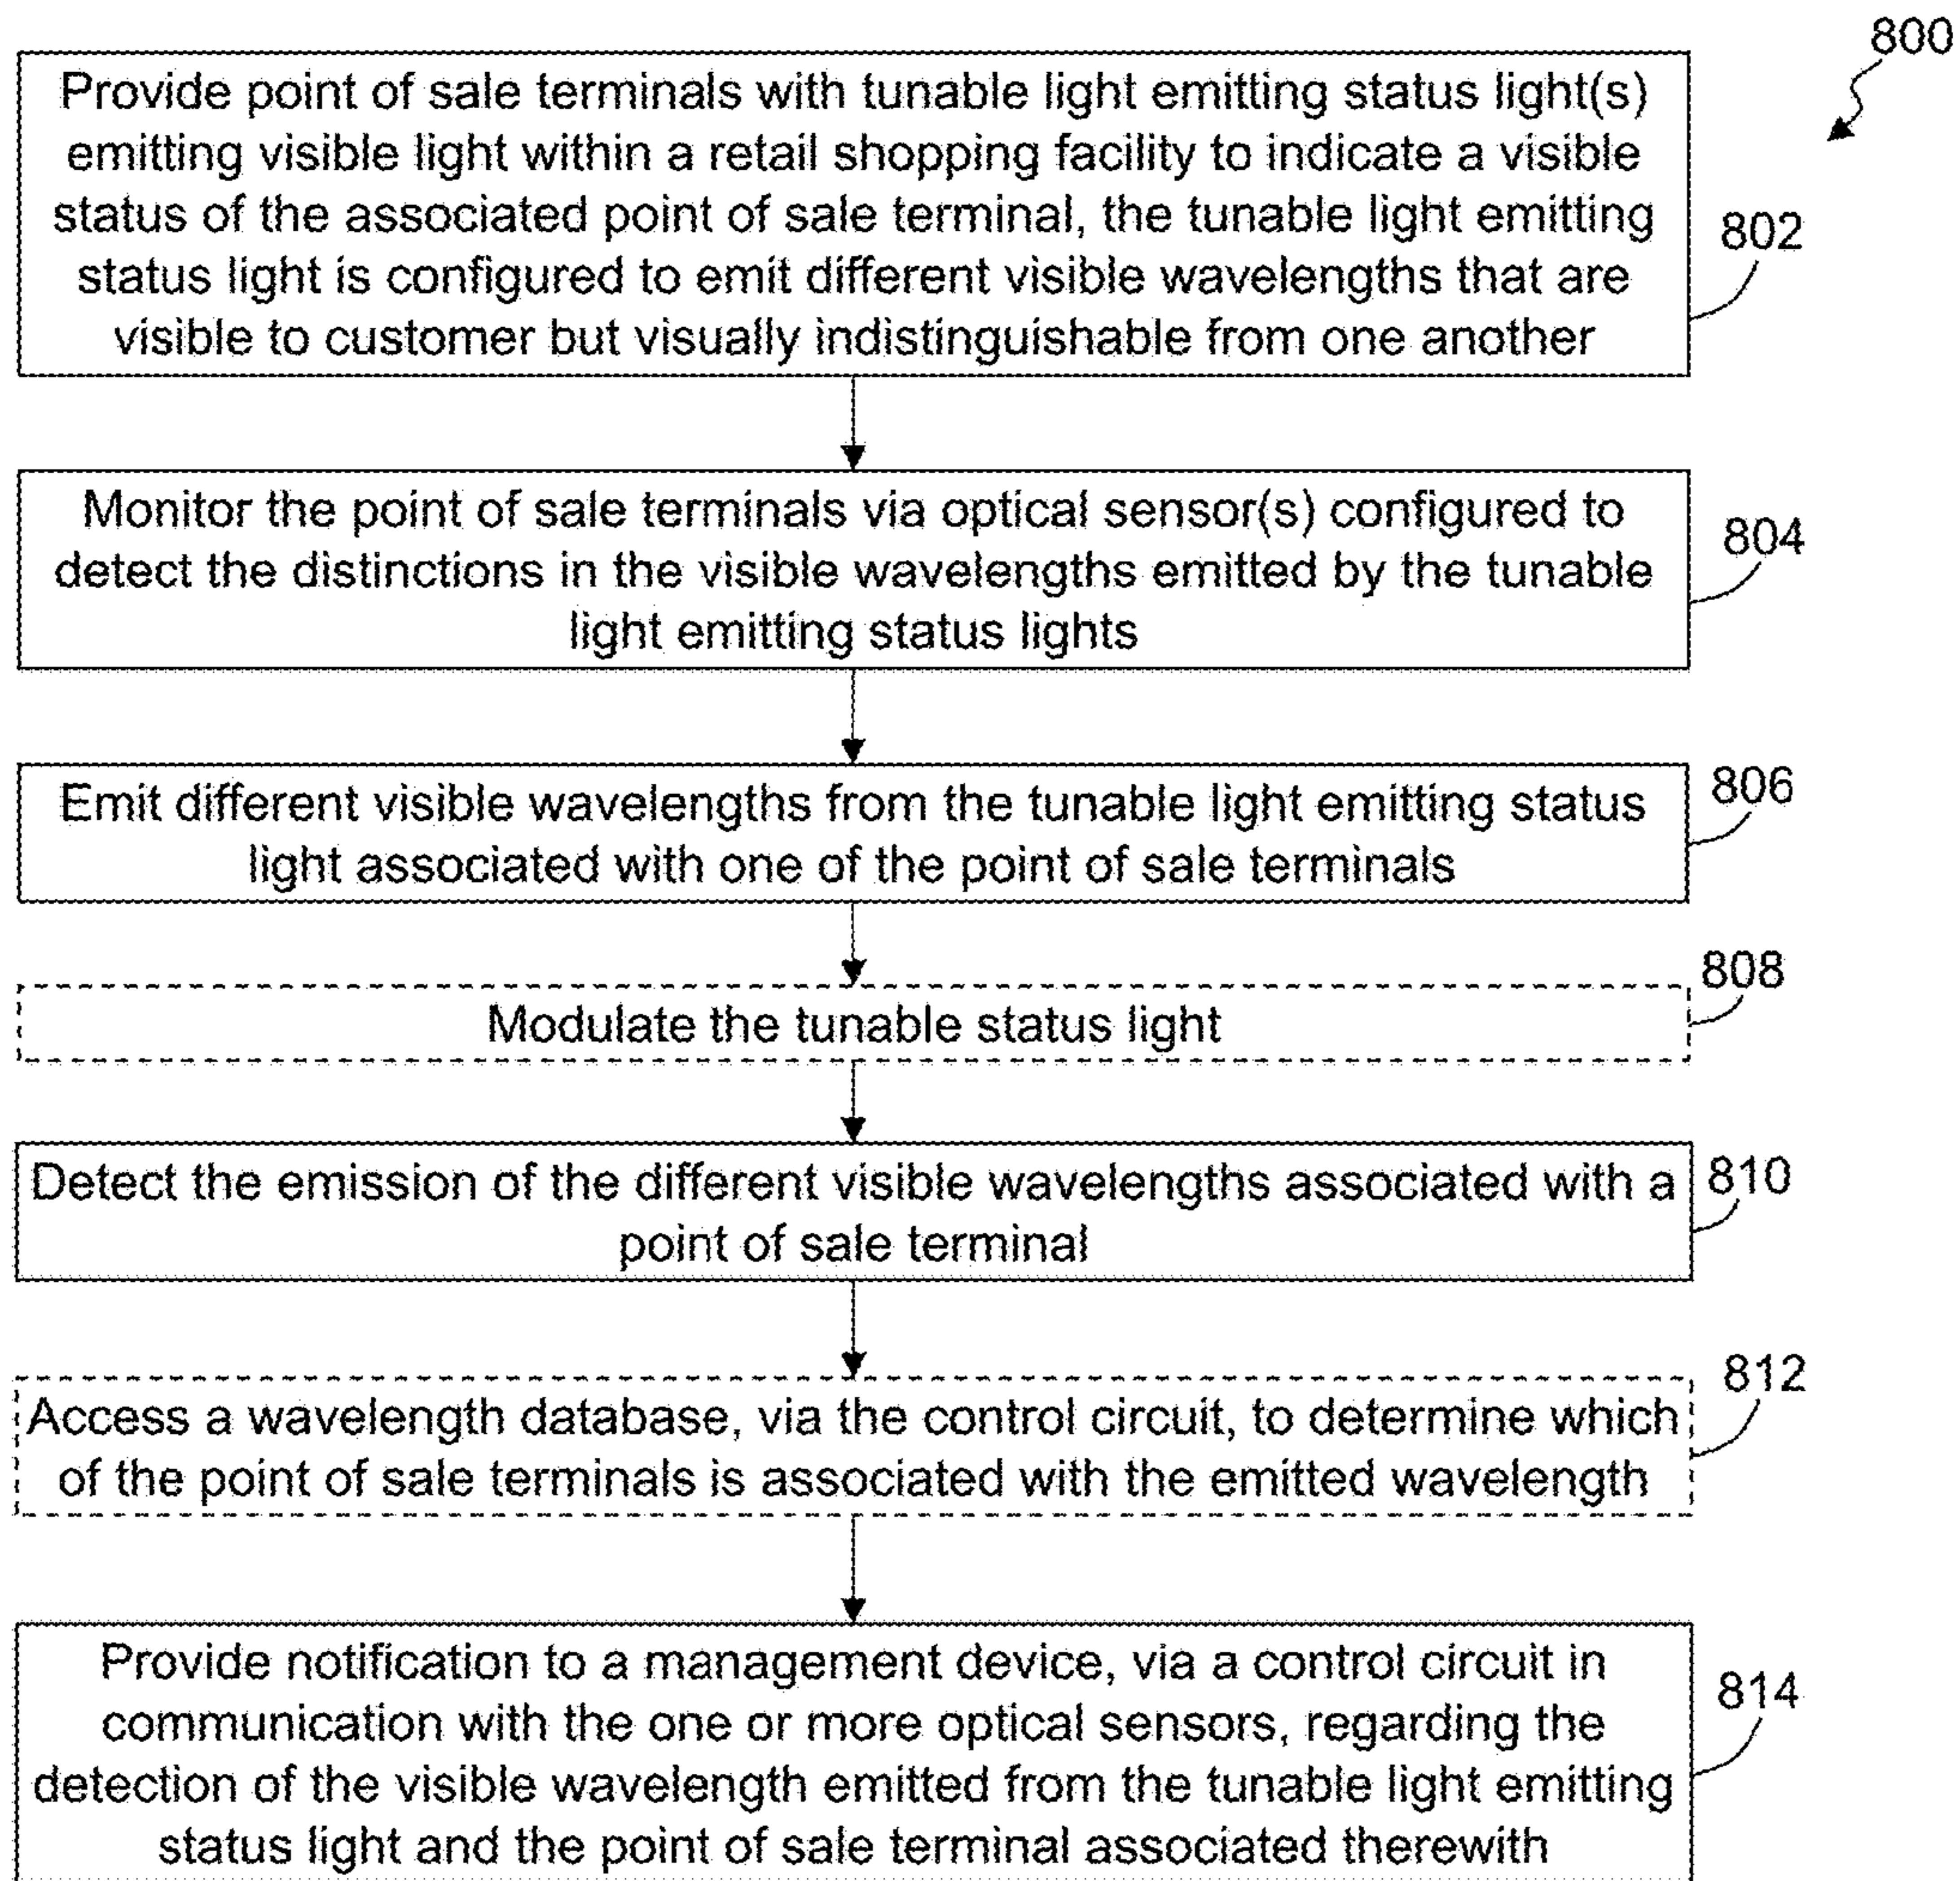 800
Provide point of sale terminals with tunable light emitting status light(s)
emitting visible light within a retail shopping facility to indicate a visible
status of the associated point of sale terminal, the tunable light emitting
status light is configured to emit different visible wavelengths that are
visible to customer but visually indistinguishable from one another
802
Monitor the point of sale terminals via optical sensor(s) configured to
detect the distinctions in the visible wavelengths emitted by the tunable
light emitting status lights
804
Emit different visible wavelengths from the tunable light emitting status
light associated with one of the point of sale terminals
806
Modulate the tunable status light
808
Detect the emission of the different visible wavelengths associated with a
point of sale terminal
810
Access a wavelength database, via the control circuit, to determine which
of the point of sale terminals is associated with the emitted wavelength
812
Provide notification to a management device, via a control circuit in
communication with the one or more optical sensors, regarding the
detection of the visible wavelength emitted from the tunable light emitting
status light and the point of sale terminal associated therewith
814